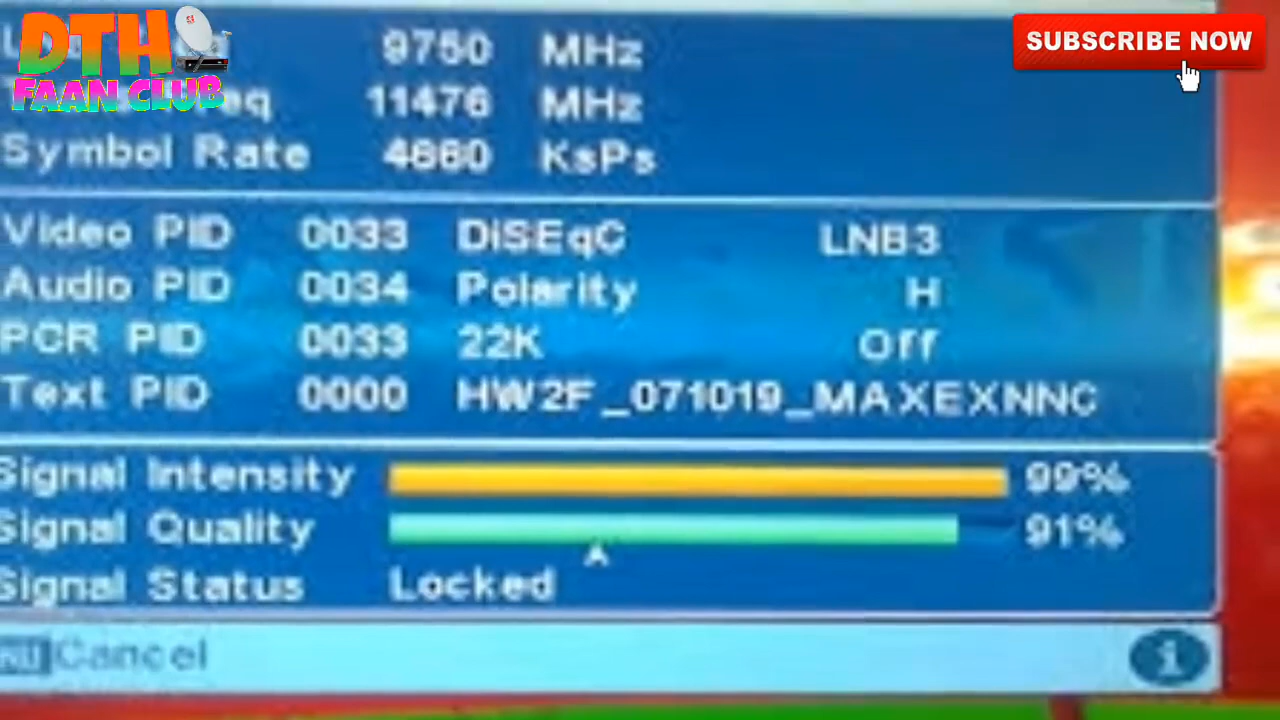 DTH
FAAN CLUB
SUBSCRIBE NOW
9750 MHz
11476 MHz
Symbol Rate 4660 KsPs
Video PID 0033 DiSEqC LNB3
Audio PID 0034 Polarity H
PCR PID 0033 22K Off
Text PID 0000 HW2F_071019_MAXEXNNC
Signal Intensity 99%
Signal Quality 91%
Signal Status Locked
Cancel
i